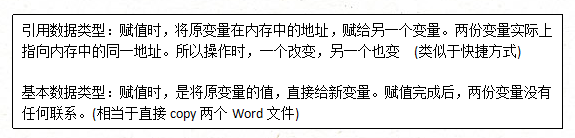 引用数据类型：赋值时，将原变量在内存中的地址，赋给另一个变量。两份变量实际上
指向内存中的同一地址。所以操作时，一个改变，另一个也变 (类似于快捷方式)
基本数据类型：赋值时，是将原变量的值，直接给新变量。赋值完成后，两份变量没有
任何联系。(相当于直接 copy 两个 Word 文件)